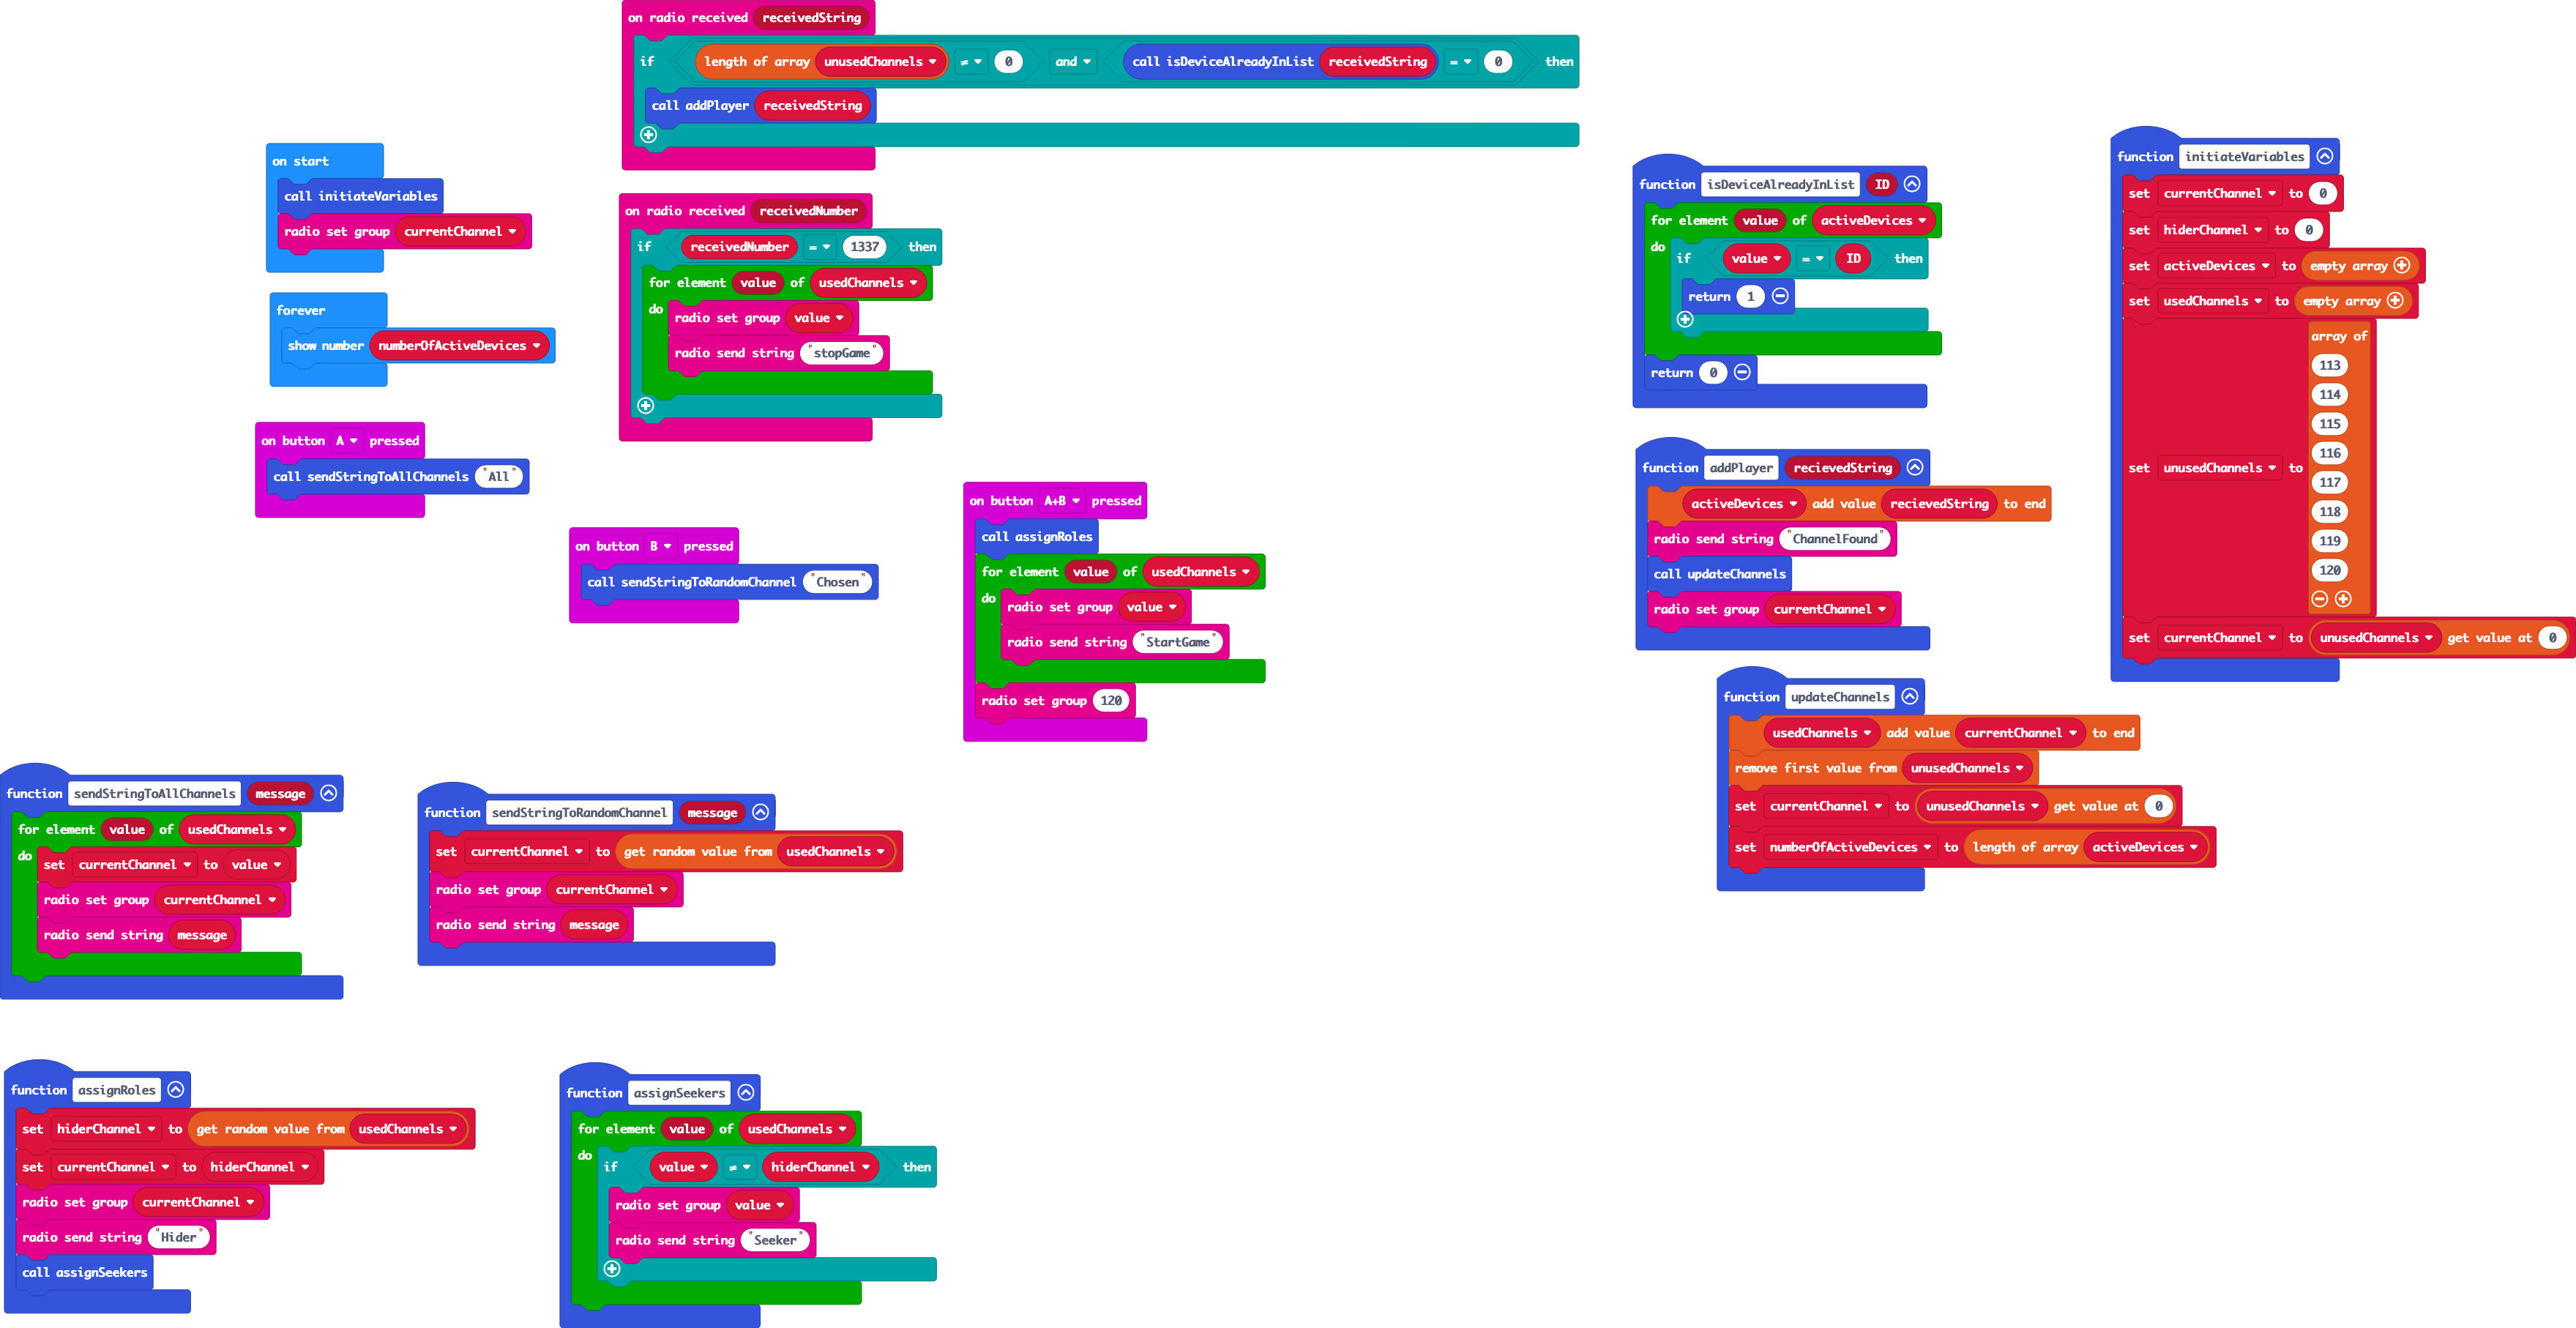 on radio received receivedString
if length of array unusedChannels ≠ 0 and call isDeviceAlreadyInList receivedString = 0 then
call addPlayer receivedString
on start
call initiateVariables
radio set group currentChannel
forever
show number numberOfActiveDevices
on button A pressed
call sendStringToAllChannels "All"
on radio received receivedNumber
if receivedNumber = 1337 then
for element value of usedChannels
do
radio set group value
radio send string "stopGame"
on button B pressed
call sendStringToRandomChannel "Chosen"
on button A+B pressed
call assignRoles
for element value of usedChannels
do
radio set group value
radio send string "StartGame"
radio set group 120
function isDeviceAlreadyInList ID
for element value of activeDevices
do
if value = ID then
return 1
return 0
function addPlayer recievedString
activeDevices add value recievedString to end
radio send string "ChannelFound"
call updateChannels
radio set group currentChannel
function initiateVariables
set currentChannel to 0
set hiderChannel to 0
set activeDevices to empty array
set usedChannels to empty array
set unusedChannels to
array of
113
114
115
116
117
118
119
120
set currentChannel to unusedChannels get value at 0
function updateChannels
usedChannels add value currentChannel to end
remove first value from unusedChannels
set currentChannel to unusedChannels get value at 0
set numberOfActiveDevices to length of array activeDevices
function sendStringToAllChannels message
for element value of usedChannels
do
set currentChannel to value
radio set group currentChannel
radio send string message
function sendStringToRandomChannel message
set currentChannel to get random value from usedChannels
radio set group currentChannel
radio send string message
function assignRoles
set hiderChannel to get random value from usedChannels
set currentChannel to hiderChannel
radio set group currentChannel
radio send string "Hider"
call assignSeekers
function assignSeekers
for element value of usedChannels
do
if value ≠ hiderChannel then
radio set group value
radio send string "Seeker"